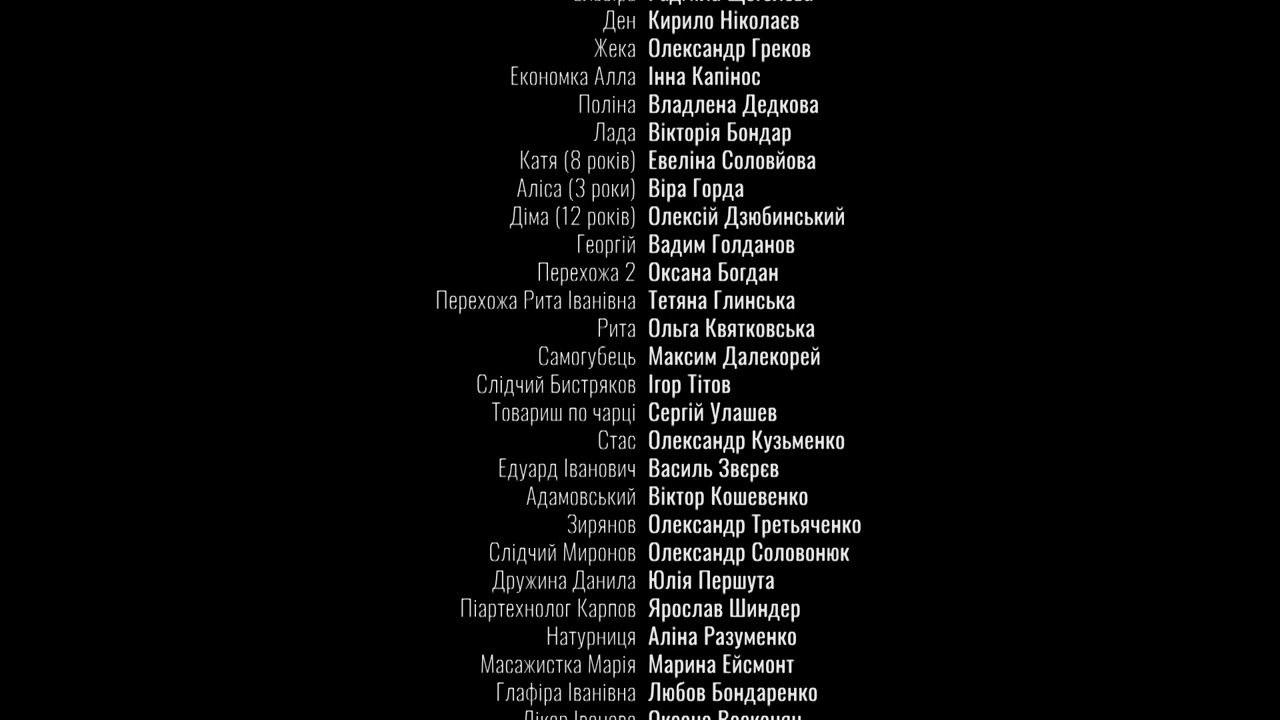 Ден Кирило Ніколаєв
Жека Олександр Греков
Економка Алла Інна Капінос
Поліна Владлена Дедкова
Лада Вікторія Бондар
Катя (8 років) Евеліна Соловйова
Аліса (3 роки) Віра Горда
Діма (12 років) Олексій Дзюбинський
Георгій Вадим Голданов
Перехожа 2 Оксана Богдан
Перехожа Рита Іванівна Тетяна Глинська
Рита Ольга Квятковська
Самогубець Максим Далекорей
Слідчий Бистряков Ігор Тітов
Товариш по чарці Сергій Улашев
Стас Олександр Кузьменко
Едуард Іванович Василь Звєрєв
Адамовський Віктор Кошевенко
Зирянов Олександр Третьяченко
Слідчий Миронов Олександр Соловонюк
Дружина Данила Юлія Першута
Піартехнолог Карпов Ярослав Шиндер
Натурниця Аліна Разуменко
Масажистка Марія Марина Ейсмонт
Глафіра Іванівна Любов Бондаренко